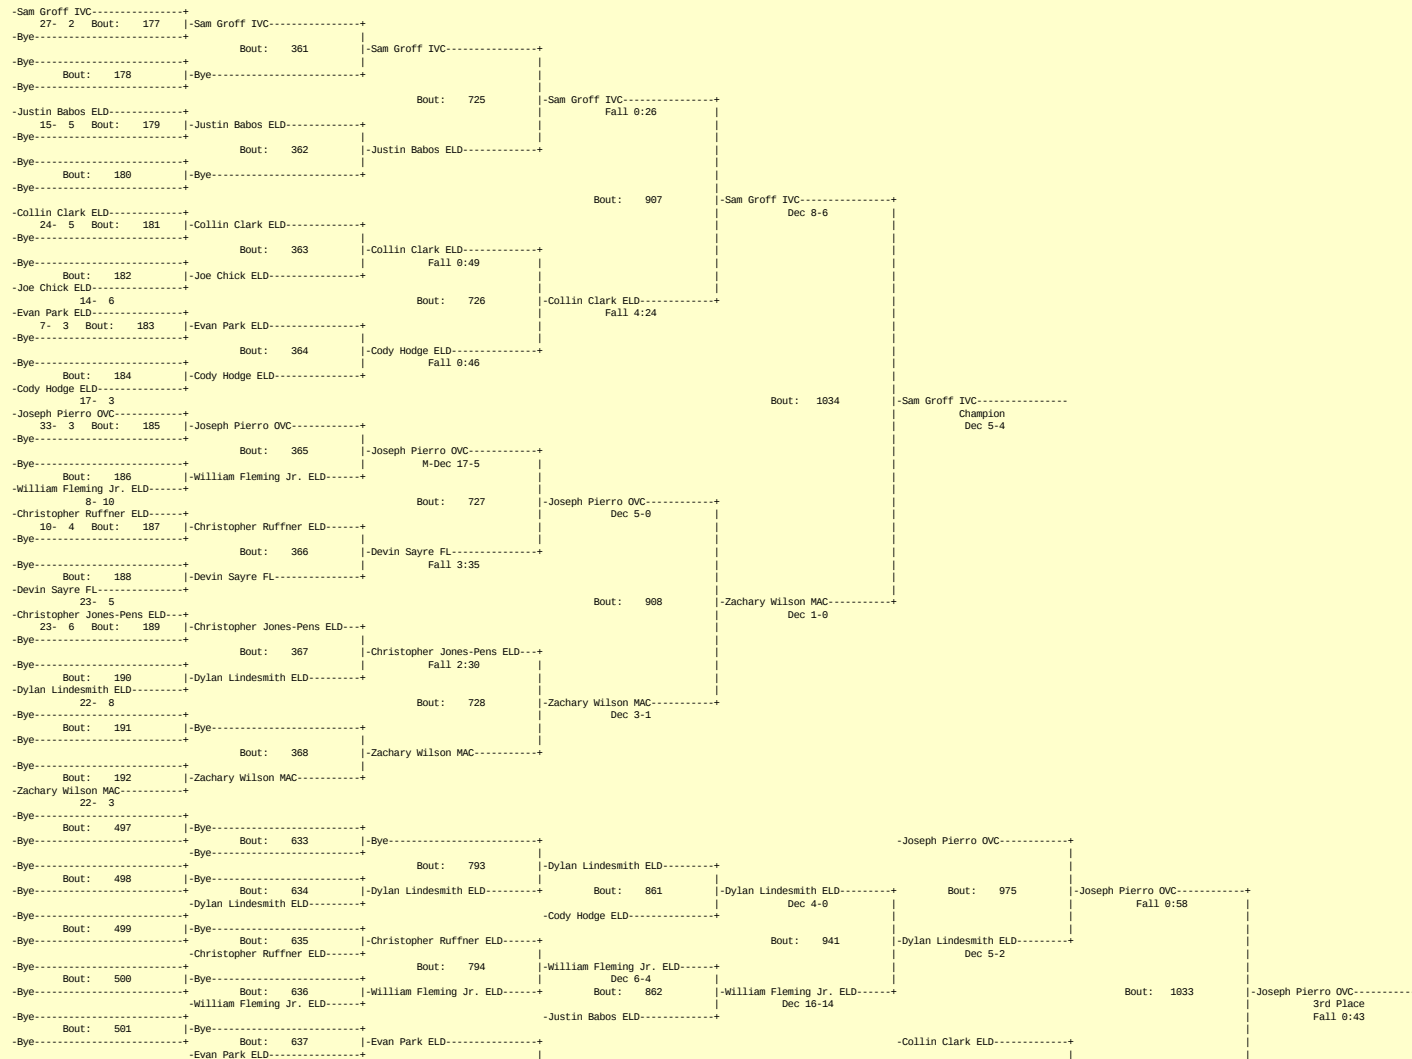 -Sam Groff IVC----------------+
27-  2   Bout:    177     |-Sam Groff IVC----------------+
-Bye--------------------------+                              |
Bout:    361         |-Sam Groff IVC----------------+
-Bye--------------------------+                              |                              |
Bout:    178     |-Bye--------------------------+                              |
-Bye--------------------------+                                                             |
Bout:    725         |-Sam Groff IVC----------------+
-Justin Babos ELD-------------+                                                             |          Fall 0:26           |
15-  5   Bout:    179     |-Justin Babos ELD-------------+                              |                              |
-Bye--------------------------+                              |                              |                              |
Bout:    362         |-Justin Babos ELD-------------+                              |
-Bye--------------------------+                              |                                                             |
Bout:    180     |-Bye--------------------------+                                                             |
-Bye--------------------------+                                                                                            |
Bout:    907         |-Sam Groff IVC----------------+
-Collin Clark ELD-------------+                                                                                            |           Dec 8-6            |
24-  5   Bout:    181     |-Collin Clark ELD-------------+                                                             |                              |
-Bye--------------------------+                              |                                                             |                              |
Bout:    363         |-Collin Clark ELD-------------+                              |                              |
-Bye--------------------------+                              |          Fall 0:49           |                              |                              |
Bout:    182     |-Joe Chick ELD----------------+                              |                              |                              |
-Joe Chick ELD----------------+                                                             |                              |                              |
14-  6                                                     Bout:    726         |-Collin Clark ELD-------------+                              |
-Evan Park ELD----------------+                                                             |          Fall 4:24                                          |
7-  3   Bout:    183     |-Evan Park ELD----------------+                              |                                                             |
-Bye--------------------------+                              |                              |                                                             |
Bout:    364         |-Cody Hodge ELD---------------+                                                             |
-Bye--------------------------+                              |          Fall 0:46                                                                         |
Bout:    184     |-Cody Hodge ELD---------------+                                                                                            |
-Cody Hodge ELD---------------+                                                                                                                           |
17-  3                                                                                                                   Bout:   1034         |-Sam Groff IVC----------------
-Joseph Pierro OVC------------+                                                                                                                           |          Champion
33-  3   Bout:    185     |-Joseph Pierro OVC------------+                                                                                            |           Dec 5-4
-Bye--------------------------+                              |                                                                                            |
Bout:    365         |-Joseph Pierro OVC------------+                                                             |
-Bye--------------------------+                              |         M-Dec 17-5           |                                                             |
Bout:    186     |-William Fleming Jr. ELD------+                              |                                                             |
-William Fleming Jr. ELD------+                                                             |                                                             |
8- 10                                                     Bout:    727         |-Joseph Pierro OVC------------+                              |
-Christopher Ruffner ELD------+                                                             |           Dec 5-0            |                              |
10-  4   Bout:    187     |-Christopher Ruffner ELD------+                              |                              |                              |
-Bye--------------------------+                              |                              |                              |                              |
Bout:    366         |-Devin Sayre FL---------------+                              |                              |
-Bye--------------------------+                              |          Fall 3:35                                          |                              |
Bout:    188     |-Devin Sayre FL---------------+                                                             |                              |
-Devin Sayre FL---------------+                                                                                            |                              |
23-  5                                                                                    Bout:    908         |-Zachary Wilson MAC-----------+
-Christopher Jones-Pens ELD---+                                                                                            |           Dec 1-0
23-  6   Bout:    189     |-Christopher Jones-Pens ELD---+                                                             |
-Bye--------------------------+                              |                                                             |
Bout:    367         |-Christopher Jones-Pens ELD---+                              |
-Bye--------------------------+                              |          Fall 2:30           |                              |
Bout:    190     |-Dylan Lindesmith ELD---------+                              |                              |
-Dylan Lindesmith ELD---------+                                                             |                              |
22-  8                                                     Bout:    728         |-Zachary Wilson MAC-----------+
-Bye--------------------------+                                                             |           Dec 3-1
Bout:    191     |-Bye--------------------------+                              |
-Bye--------------------------+                              |                              |
Bout:    368         |-Zachary Wilson MAC-----------+
-Bye--------------------------+                              |
Bout:    192     |-Zachary Wilson MAC-----------+
-Zachary Wilson MAC-----------+
22-  3
-Bye--------------------------+
Bout:    497     |-Bye--------------------------+
-Bye--------------------------+        Bout:    633         |-Bye--------------------------+        -Joseph Pierro OVC------------+
-Bye--------------------------+                              |                              |
Bout:    793         |-Dylan Lindesmith ELD---------+                              |
-Bye--------------------------+
Bout:    498     |-Bye--------------------------+
-Bye--------------------------+        Bout:    634         |-Dylan Lindesmith ELD---------+        Bout:    861         |-Dylan Lindesmith ELD---------+        Bout:    975         |-Joseph Pierro OVC------------+
-Dylan Lindesmith ELD---------+           Dec 4-0            |          Fall 0:58           |
-Bye--------------------------+        -Cody Hodge ELD---------------+
Bout:    499     |-Bye--------------------------+
-Bye--------------------------+        Bout:    635         |-Christopher Ruffner ELD------+        Bout:    941         |-Dylan Lindesmith ELD---------+
-Christopher Ruffner ELD------+           Dec 5-2
-Bye--------------------------+        Bout:    794         |-William Fleming Jr. ELD------+
Bout:    500     |-Bye--------------------------+           Dec 6-4
-Bye--------------------------+        Bout:    636         |-William Fleming Jr. ELD------+        Bout:    862         |-William Fleming Jr. ELD------+        Bout:   1033         |-Joseph Pierro OVC----------
-William Fleming Jr. ELD------+          Dec 16-14          3rd Place
-Bye--------------------------+        -Justin Babos ELD-------------+          Fall 0:43
Bout:    501     |-Bye--------------------------+
-Bye--------------------------+        Bout:    637         |-Evan Park ELD----------------+        -Collin Clark ELD-------------+
-Evan Park ELD----------------+